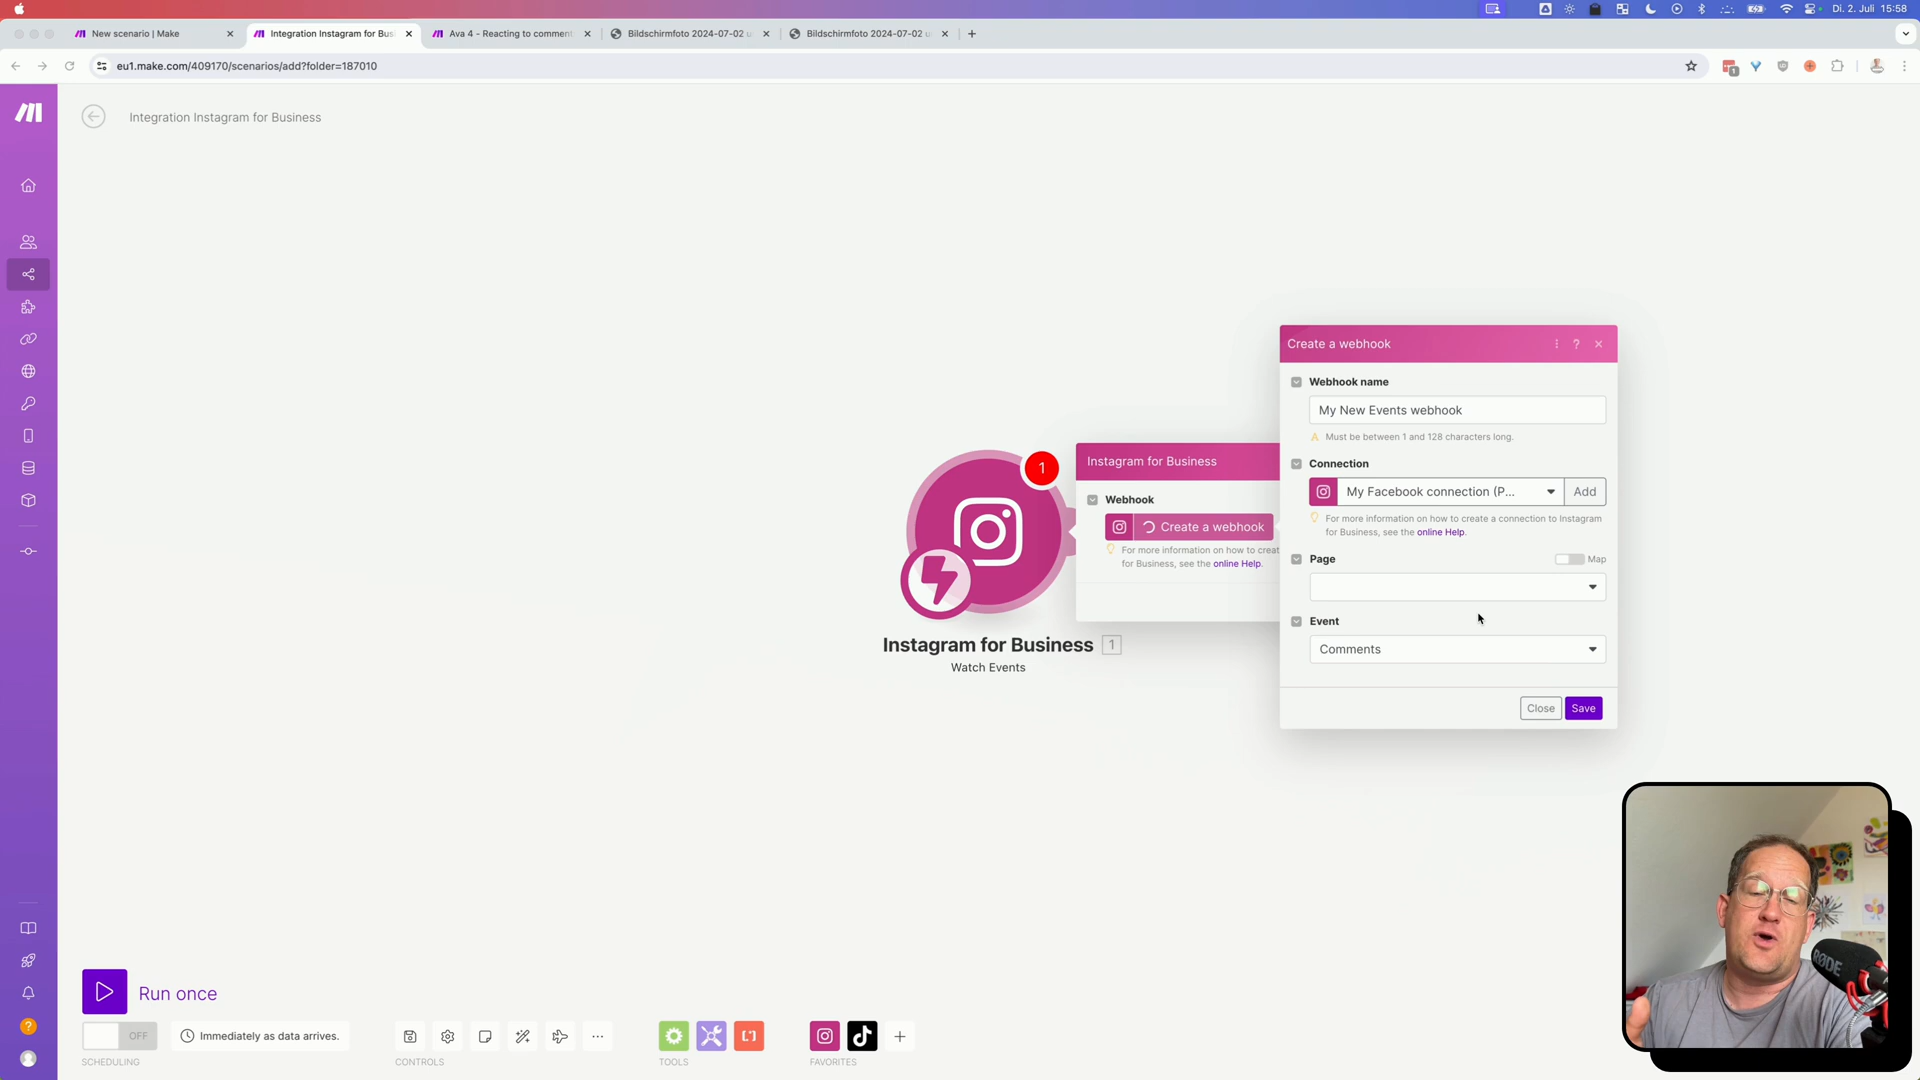 Di. 2. Juli 15:58
New scenario | Make
Integration Instagram for Busi
Ava 4 - Reacting to comment
Bildschirmfoto 2024-07-02 u
Bildschirmfoto 2024-07-02 u
eu1.make.com/409170/scenarios/add?folder=187010
1
Integration Instagram for Business
Create a webhook
Webhook name
My New Events webhook
Must be between 1 and 128 characters long.
Connection
My Facebook connection (P...
Add
For more information on how to create a connection to Instagram
for Business, see the online Help.
Page
Map
Event
Comments
Close
Save
1
Instagram for Business
Webhook
Create a webhook
For more information on how to creat
for Business, see the online Help.
Instagram for Business 1
Watch Events
RØDE
Run once
OFF
Immediately as data arrives.
SCHEDULING
CONTROLS
TOOLS
FAVORITES